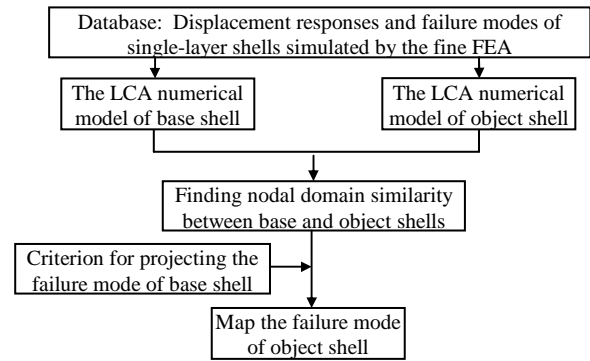 Database: Displacement responses and failure modes of
single-layer shells simulated by the fine FEA
The LCA numerical
model of base shell
The LCA numerical
model of object shell
Finding nodal domain similarity
between base and object shells
Criterion for projecting the
failure mode of base shell
Map the failure mode
of object shell